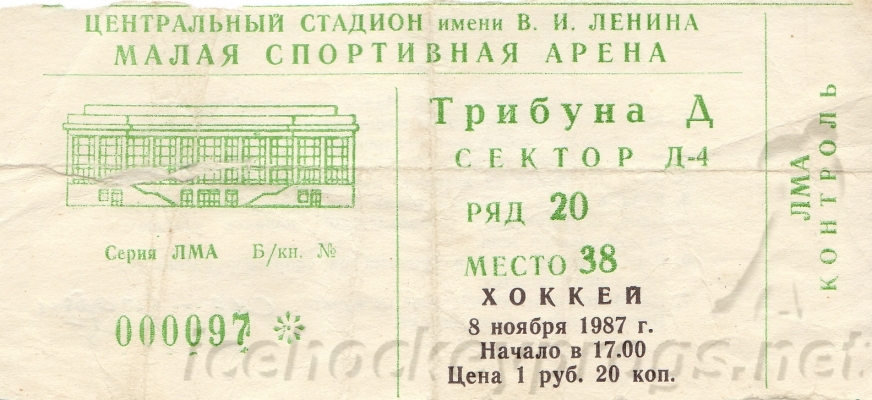 ЦЕНТРАЛЬНЫЙ СТАДИОН имени В. И. ЛЕНИНА
МАЛАЯ СПОРТИВНАЯ АРЕНА
Трибуна Д
СЕКТОР Д-4
РЯД 20
МЕСТО 38
Серия ЛМА Б/кн. №
000097 *
ХОККЕЙ
8 ноября 1987 г.
Начало в 17.00
Цена 1 руб. 20 коп.
ЛМА
КОНТРОЛЬ
icehockeypins.net